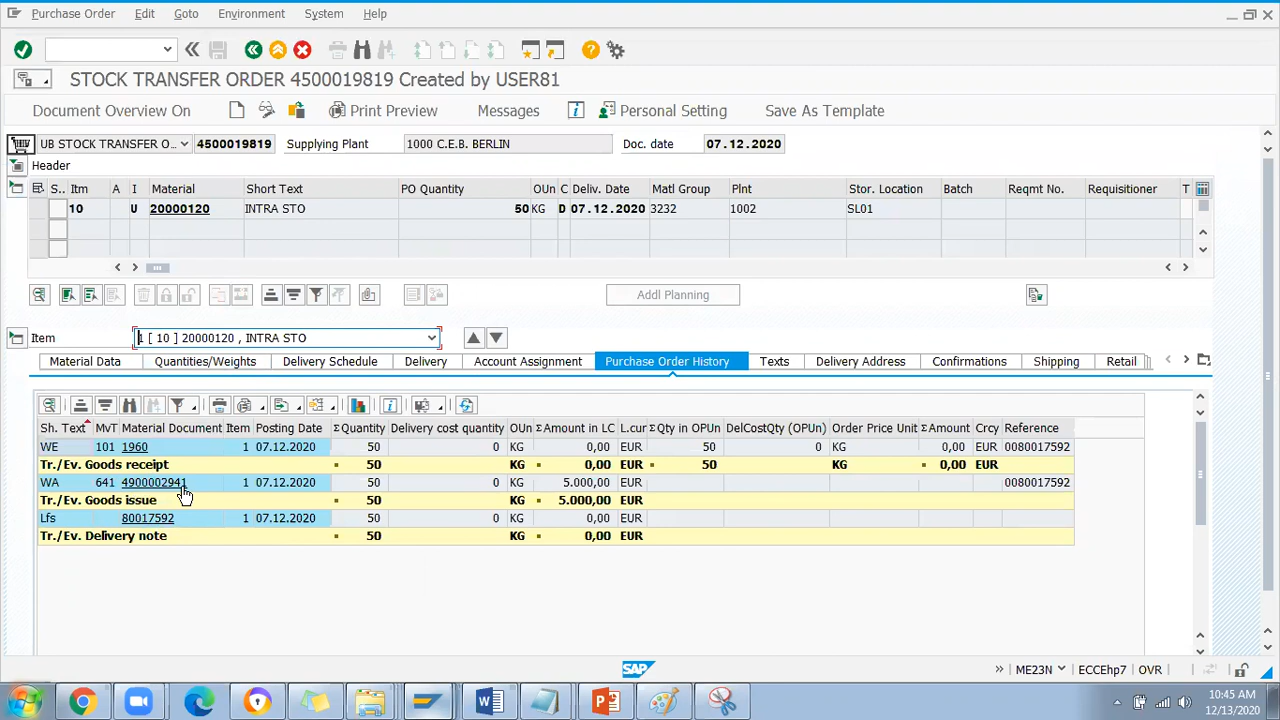 Purchase Order Edit Goto Environment System Help
STOCK TRANSFER ORDER 4500019819 Created by USER81
Document Overview On Print Preview Messages Personal Setting Save As Template
UB STOCK TRANSFER O... 4500019819 Supplying Plant 1000 C.E.B. BERLIN Doc. date 07.12.2020
Header
S.. Itm A I Material Short Text PO Quantity OUn C Deliv. Date Matl Group Plnt Stor. Location Batch Reqmt No. Requisitioner T
10 U 20000120 INTRA STO 50 KG D 07.12.2020 3232 1002 SL01
Addl Planning
Item 1 [ 10 ] 20000120 , INTRA STO
Material Data Quantities/Weights Delivery Schedule Delivery Account Assignment Purchase Order History Texts Delivery Address Confirmations Shipping Retail
Sh. Text MvT Material Document Item Posting Date Σ Quantity Delivery cost quantity OUn Σ Amount in LC L.cur Σ Qty in OPUn DelCostQty (OPUn) Order Price Unit Σ Amount Crcy Reference
WE 101 1960 1 07.12.2020 50 0 KG 0,00 EUR 50 0 KG 0,00 EUR 0080017592
Tr./Ev. Goods receipt 50 KG 0,00 EUR 50 KG 0,00 EUR
WA 641 4900002941 1 07.12.2020 50 0 KG 5.000,00 EUR 0080017592
Tr./Ev. Goods issue 50 KG 5.000,00 EUR
Lfs 80017592 1 07.12.2020 50 0 KG 0,00 EUR
Tr./Ev. Delivery note 50 KG 0,00 EUR
SAP » ME23N ECCEhp7 OVR
10:45 AM
12/13/2020